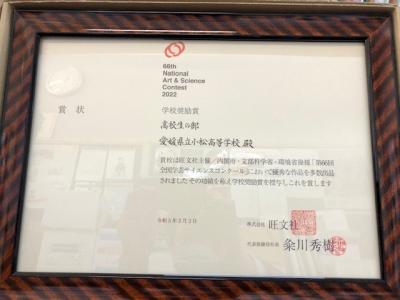 66th
National
Art & Science
Contest
2022
賞状
学校奨励賞
高校生の部
愛媛県立小松高等学校 殿
貴校は旺文社主催/内閣府・文部科学省・環境省後援「第66回
全国学芸サイエンスコンクール」において優秀な作品を多数出品
されました その功績を称え学校奨励賞を授与しこれを賞します
令和5年3月3日
株式会社 旺文社
代表取締役社長 粂川秀樹